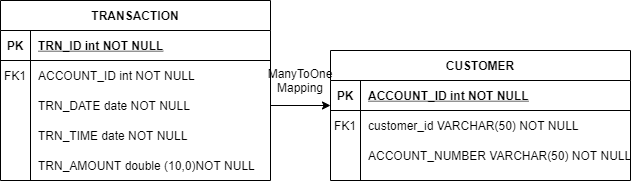 TRANSACTION
PK TRN_ID int NOT NULL
FK1 ACCOUNT_ID int NOT NULL
TRN_DATE date NOT NULL
TRN_TIME date NOT NULL
TRN_AMOUNT double (10,0)NOT NULL
ManyToOne
Mapping
CUSTOMER
PK ACCOUNT_ID int NOT NULL
FK1 customer_id VARCHAR(50) NOT NULL
ACCOUNT_NUMBER VARCHAR(50) NOT NULL